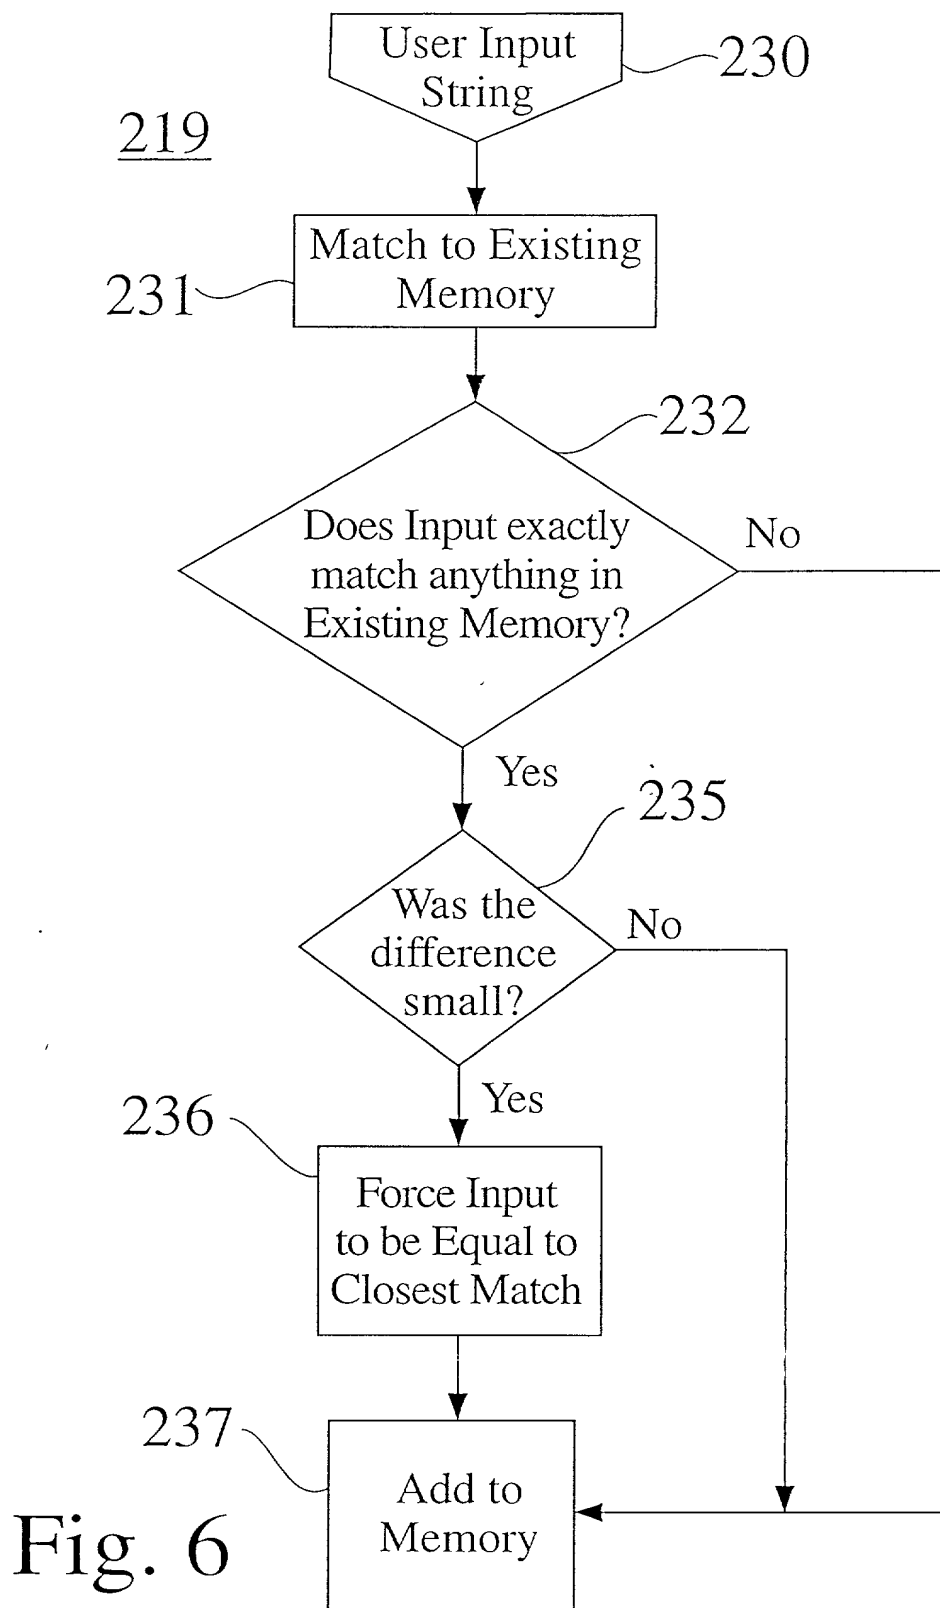 User Input
String
230
219
Match to Existing
Memory
231
232
Does Input exactly
match anything in
Existing Memory?
No
Yes
235
Was the
difference
small?
No
Yes
236
Force Input
to be Equal to
Closest Match
237
Add to
Memory
Fig. 6